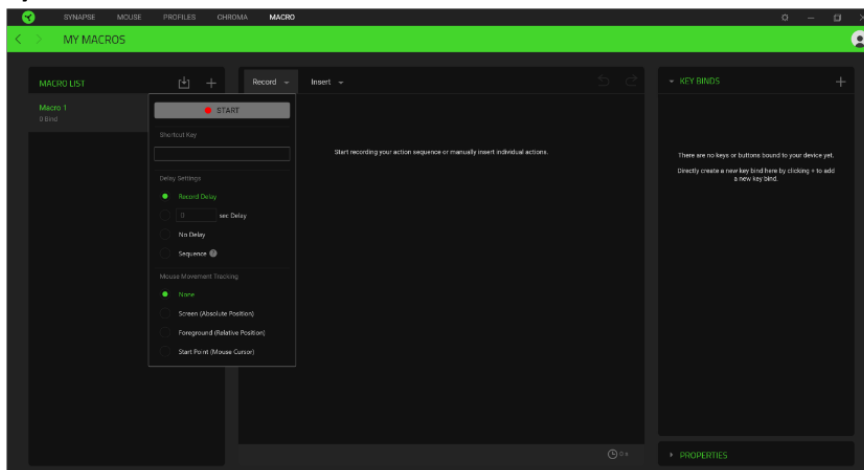 SYNAPSE MOUSE PROFILES CHROMA MACRO
MY MACROS
MACRO LIST
Macro 1
0 Bind
Record Insert
START
Shortcut Key
Delay Settings
Record Delay
0 sec Delay
No Delay
Sequence ?
Mouse Movement Tracking
None
Screen (Absolute Position)
Foreground (Relative Position)
Start Point (Mouse Cursor)
Start recording your action sequence or manually insert individual actions.
0 s
KEY BINDS
There are no keys or buttons bound to your device yet.
Directly create a new key bind here by clicking + to add
a new key bind.
PROPERTIES